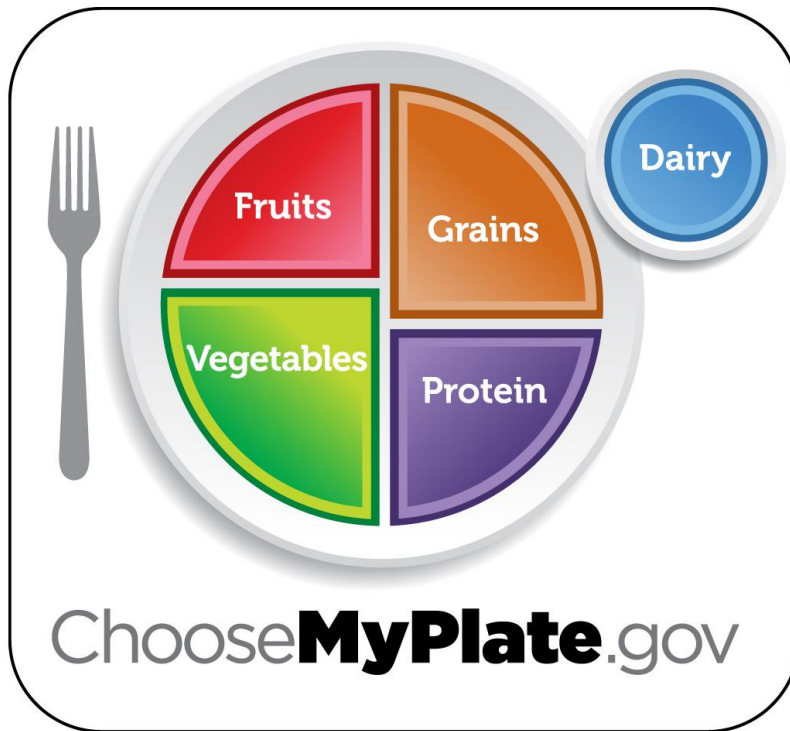 Fruits
Grains
Dairy
Vegetables
Protein
ChooseMyPlate.gov